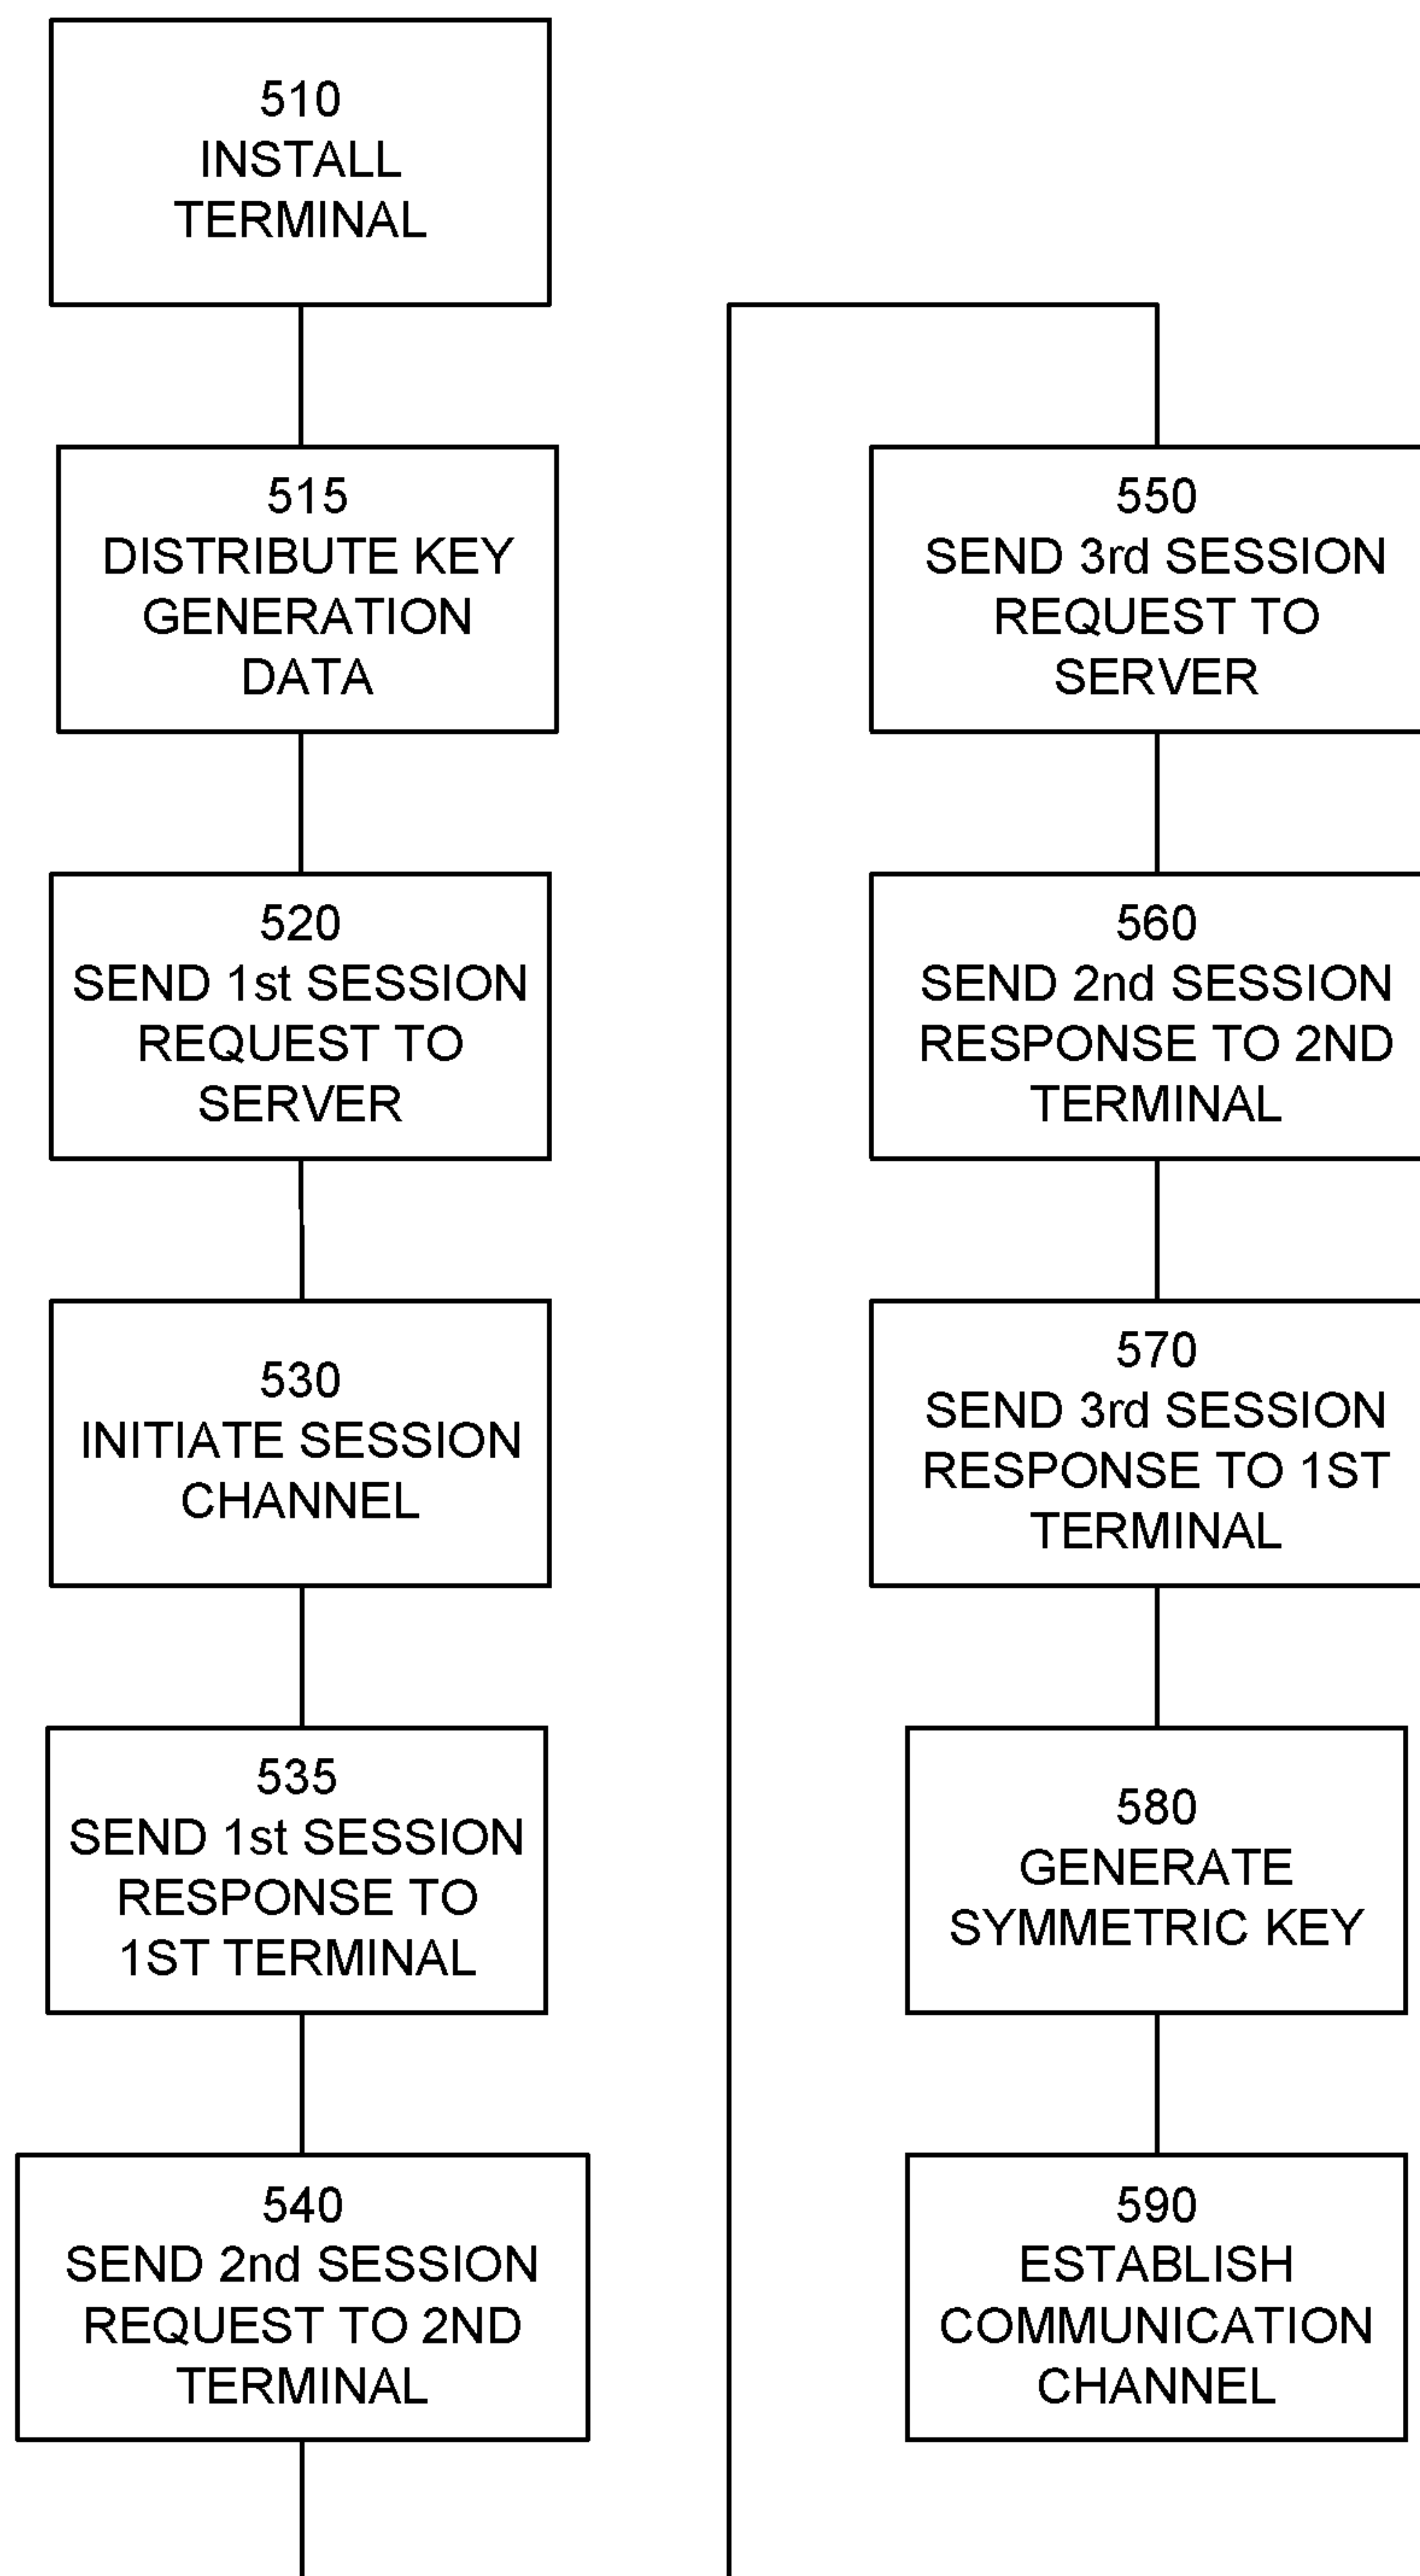 510
INSTALL
TERMINAL
515
DISTRIBUTE KEY
GENERATION
DATA
520
SEND 1st SESSION
REQUEST TO
SERVER
530
INITIATE SESSION
CHANNEL
535
SEND 1st SESSION
RESPONSE TO
1ST TERMINAL
540
SEND 2nd SESSION
REQUEST TO 2ND
TERMINAL
550
SEND 3rd SESSION
REQUEST TO
SERVER
560
SEND 2nd SESSION
RESPONSE TO 2ND
TERMINAL
570
SEND 3rd SESSION
RESPONSE TO 1ST
TERMINAL
580
GENERATE
SYMMETRIC KEY
590
ESTABLISH
COMMUNICATION
CHANNEL